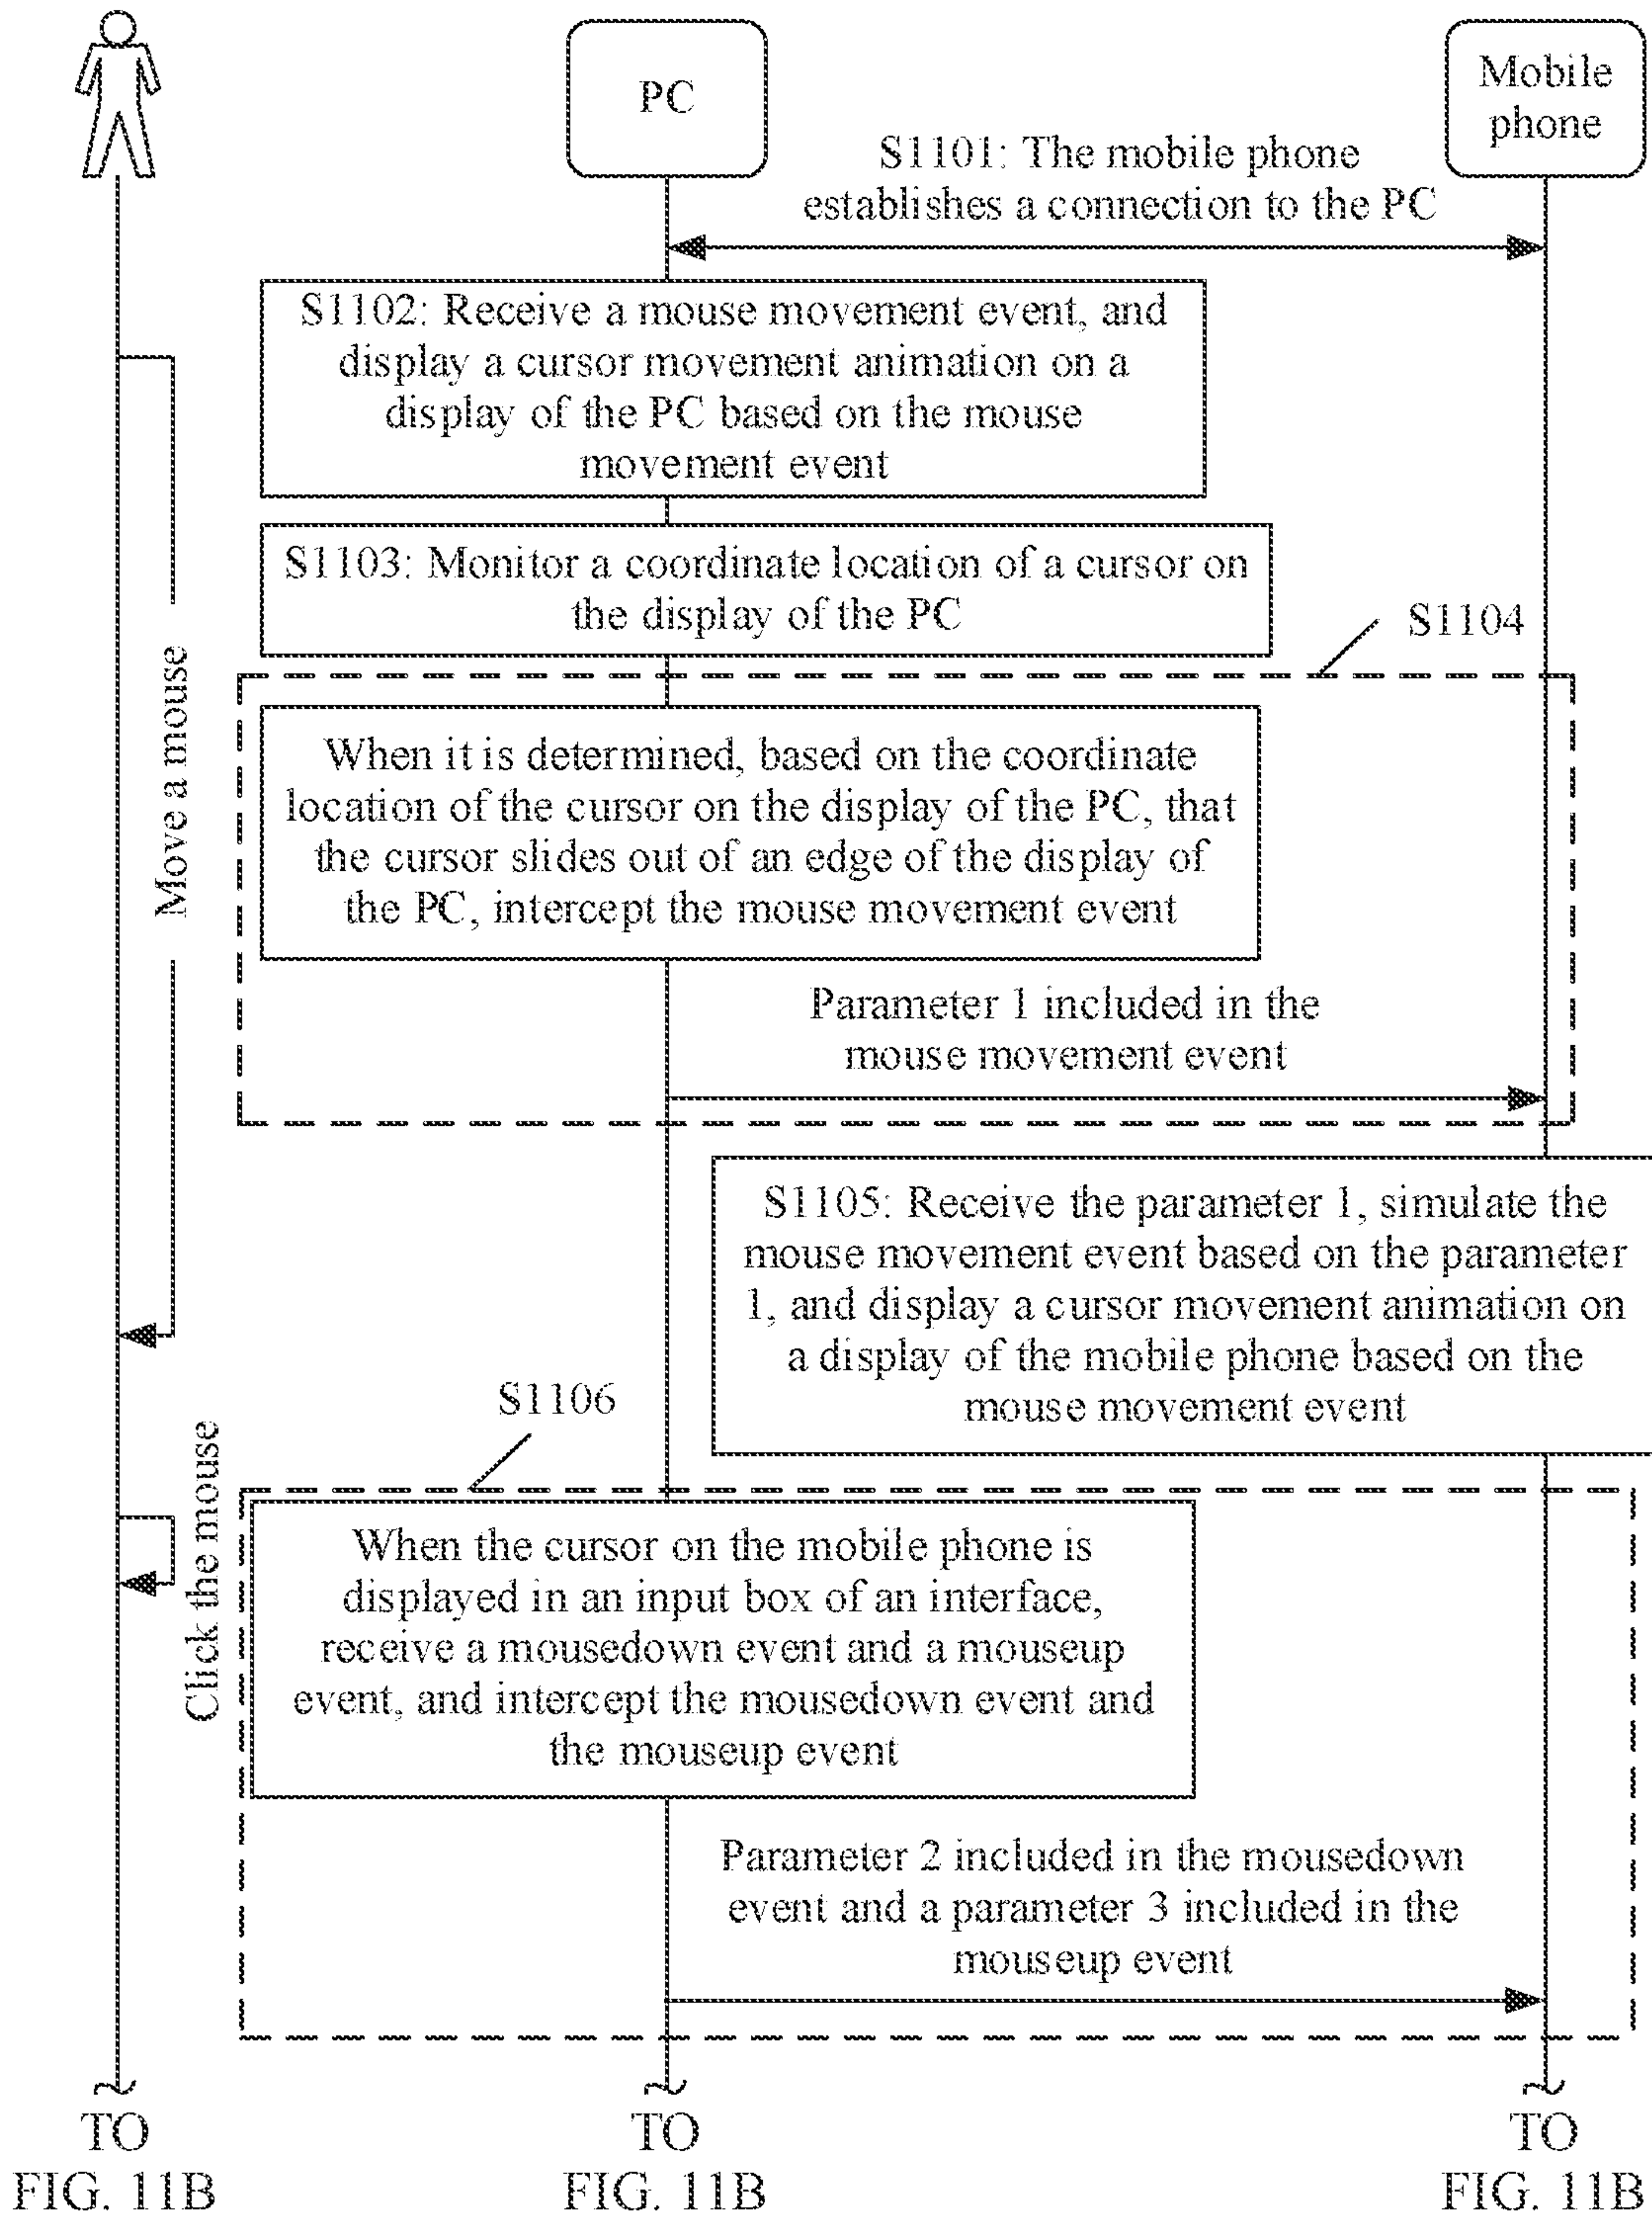 PC
Mobile
phone
S1101: The mobile phone
establishes a connection to the PC
S1102: Receive a mouse movement event, and
display a cursor movement animation on a
display of the PC based on the mouse
movement event
S1103: Monitor a coordinate location of a cursor on
the display of the PC
S1104
Move a mouse
When it is determined, based on the coordinate
location of the cursor on the display of the PC, that
the cursor slides out of an edge of the display of
the PC, intercept the mouse movement event
Parameter 1 included in the
mouse movement event
S1105: Receive the parameter 1, simulate the
mouse movement event based on the parameter
1, and display a cursor movement animation on
a display of the mobile phone based on the
mouse movement event
S1106
Click the mouse
When the cursor on the mobile phone is
displayed in an input box of an interface,
receive a mousedown event and a mouseup
event, and intercept the mousedown event and
the mouseup event
Parameter 2 included in the mousedown
event and a parameter 3 included in the
mouseup event
TO
FIG. 11B
TO
FIG. 11B
TO
FIG. 11B